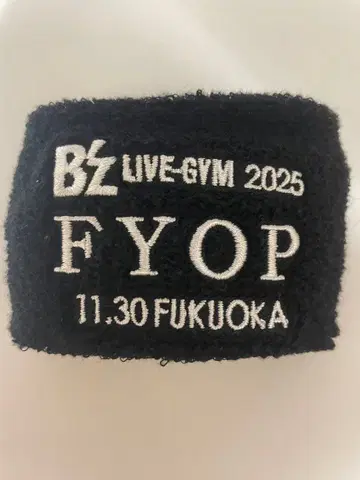 B'z LIVE-GYM 2025
FYOP
11.30 FUKUOKA